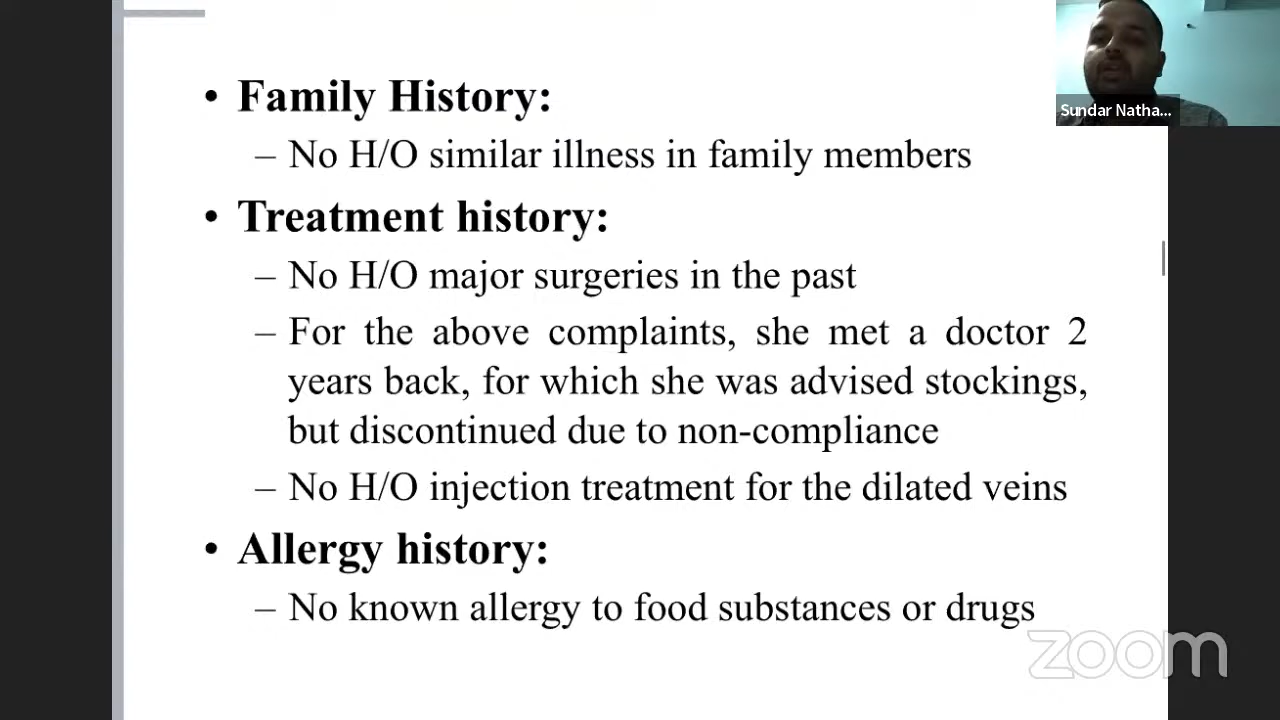 • Family History:
– No H/O similar illness in family members
• Treatment history:
– No H/O major surgeries in the past
– For the above complaints, she met a doctor 2
years back, for which she was advised stockings,
but discontinued due to non-compliance
– No H/O injection treatment for the dilated veins
• Allergy history:
– No known allergy to food substances or drugs
Sundar Natha...
zoom